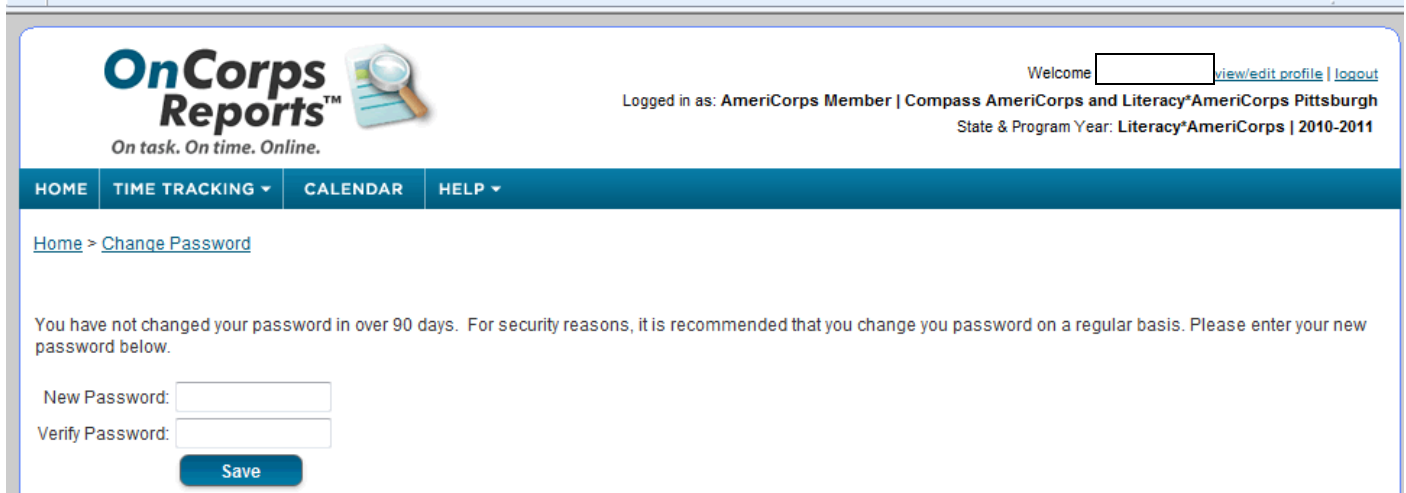 OnCorps
Reports™
On task. On time. Online.
Welcome view/edit profile | logout
Logged in as: AmeriCorps Member | Compass AmeriCorps and Literacy*AmeriCorps Pittsburgh
State & Program Year: Literacy*AmeriCorps | 2010-2011
HOME TIME TRACKING CALENDAR HELP
Home > Change Password
You have not changed your password in over 90 days. For security reasons, it is recommended that you change you password on a regular basis. Please enter your new
password below.
New Password:
Verify Password:
Save